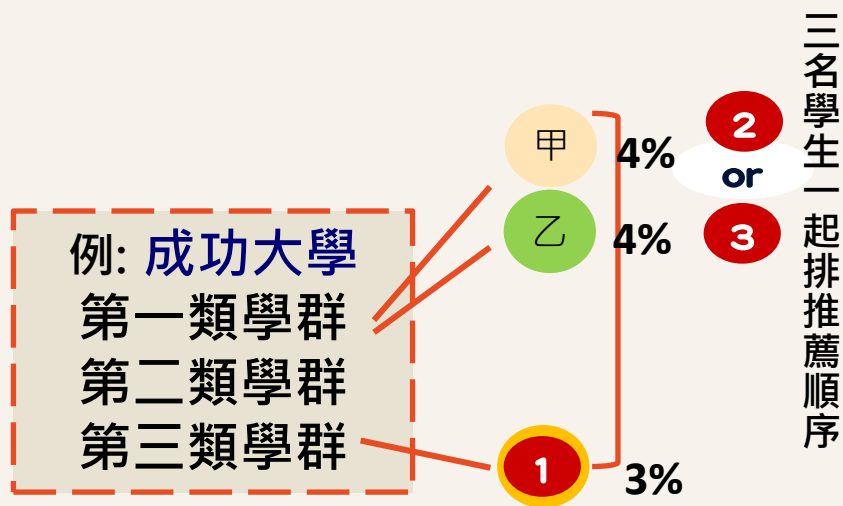 例: 成功大學
第一類學群
第二類學群
第三類學群
甲
4%
乙
4%
1
3%
2
or
3
三名學生一起排推薦順序